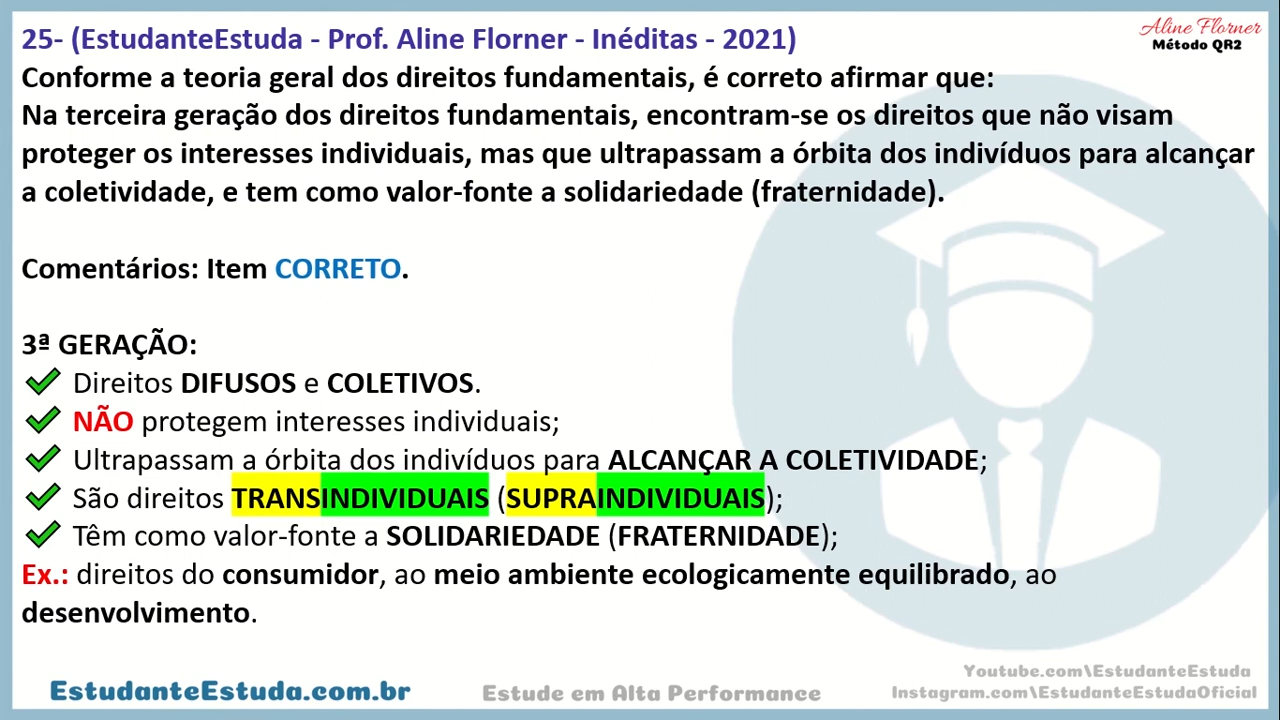 25- (EstudanteEstuda - Prof. Aline Florner - Inéditas - 2021)
Aline Florner
Método QR2
Conforme a teoria geral dos direitos fundamentais, é correto afirmar que:
Na terceira geração dos direitos fundamentais, encontram-se os direitos que não visam
proteger os interesses individuais, mas que ultrapassam a órbita dos indivíduos para alcançar
a coletividade, e tem como valor-fonte a solidariedade (fraternidade).
Comentários: Item CORRETO.
3ª GERAÇÃO:
Direitos DIFUSOS e COLETIVOS.
NÃO protegem interesses individuais;
Ultrapassam a órbita dos indivíduos para ALCANÇAR A COLETIVIDADE;
São direitos TRANSINDIVIDUAIS (SUPRAINDIVIDUAIS);
Têm como valor-fonte a SOLIDARIEDADE (FRATERNIDADE);
Ex.: direitos do consumidor, ao meio ambiente ecologicamente equilibrado, ao
desenvolvimento.
EstudanteEstuda.com.br
Estude em Alta Performance
Youtube.com\EstudanteEstuda
Instagram.com\EstudanteEstudaOficial